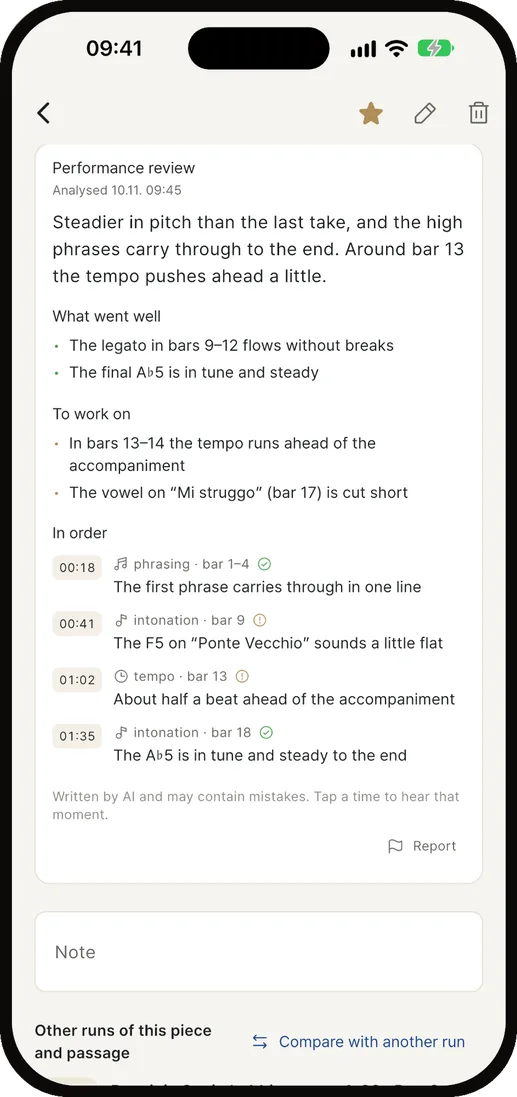 09:41
Performance review
Analysed 10.11. 09:45
Steadier in pitch than the last take, and the high
phrases carry through to the end. Around bar 13
the tempo pushes ahead a little.
What went well
• The legato in bars 9–12 flows without breaks
• The final A♭5 is in tune and steady
To work on
• In bars 13–14 the tempo runs ahead of the
accompaniment
• The vowel on “Mi struggo” (bar 17) is cut short
In order
00:18 phrasing · bar 1–4
The first phrase carries through in one line
00:41 intonation · bar 9
The F5 on “Ponte Vecchio” sounds a little flat
01:02 tempo · bar 13
About half a beat ahead of the accompaniment
01:35 intonation · bar 18
The A♭5 is in tune and steady to the end
Written by AI and may contain mistakes. Tap a time to hear that
moment.
Report
Note
Other runs of this piece
and passage
Compare with another run